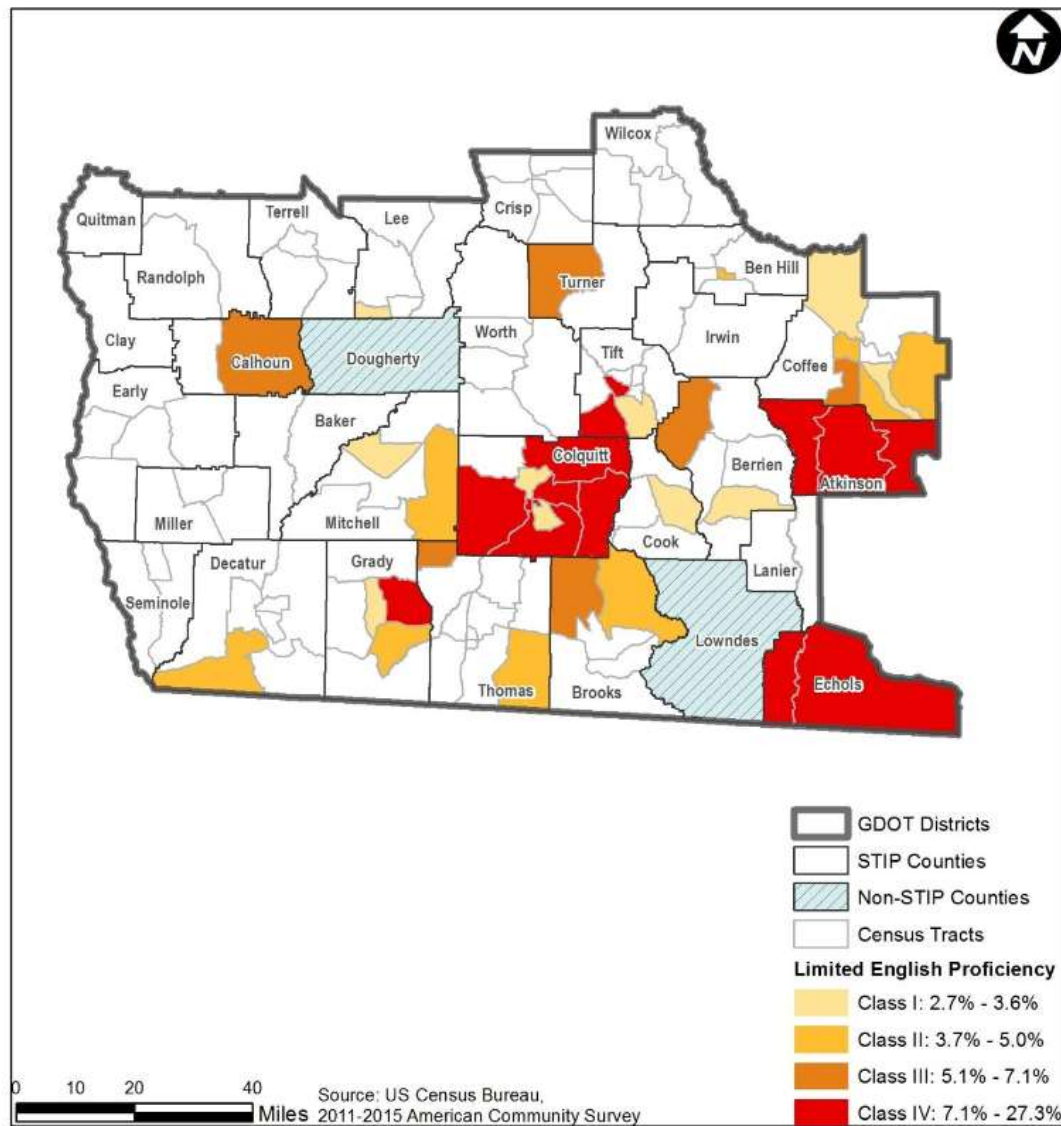 N
Wilcox
Crisp
Quitman
Terrell
Lee
Randolph
Turner
Ben Hill
Clay
Calhoun
Dougherty
Worth
Tift
Irwin
Coffee
Early
Baker
Berrien
Atkinson
Colquitt
Miller
Mitchell
Cook
Lanier
Seminole
Decatur
Grady
Thomas
Brooks
Lowndes
Echols
GDOT Districts
STIP Counties
Non-STIP Counties
Census Tracts
Limited English Proficiency
Class I: 2.7% - 3.6%
Class II: 3.7% - 5.0%
Class III: 5.1% - 7.1%
Class IV: 7.1% - 27.3%
0 10 20 40
Miles
Source: US Census Bureau,
2011-2015 American Community Survey